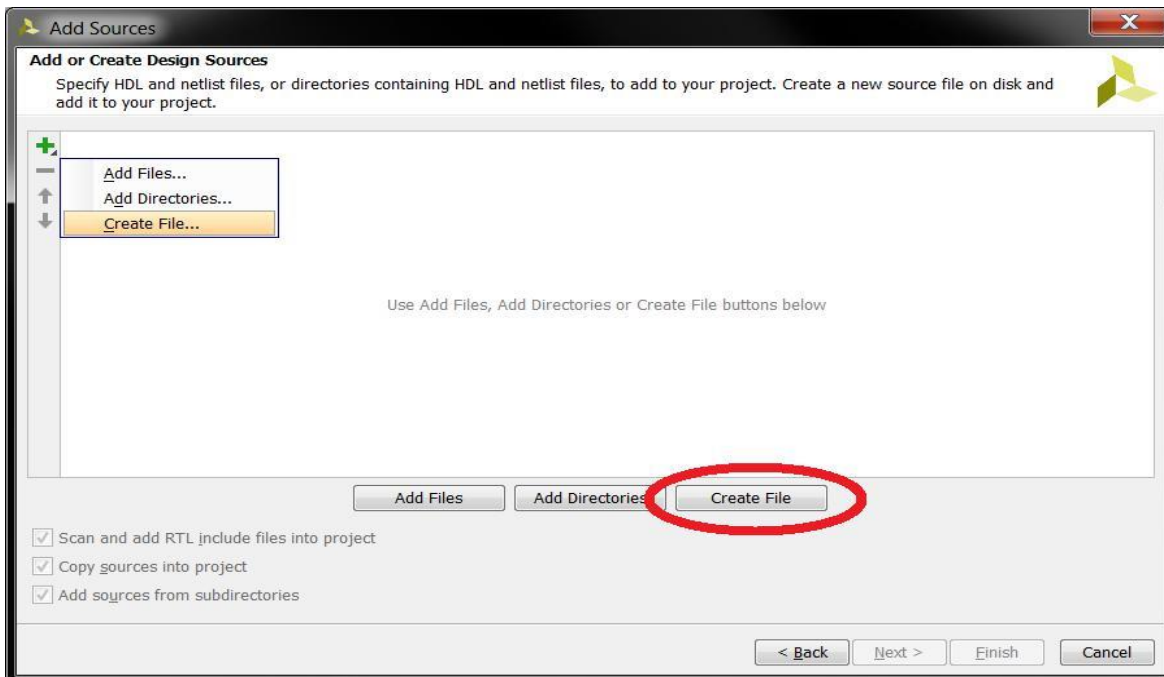 Add Sources
Add or Create Design Sources
Specify HDL and netlist files, or directories containing HDL and netlist files, to add to your project. Create a new source file on disk and
add it to your project.
Add Files...
Add Directories...
Create File...
Use Add Files, Add Directories or Create File buttons below
Add Files Add Directories Create File
Scan and add RTL include files into project
Copy sources into project
Add sources from subdirectories
< Back Next > Finish Cancel